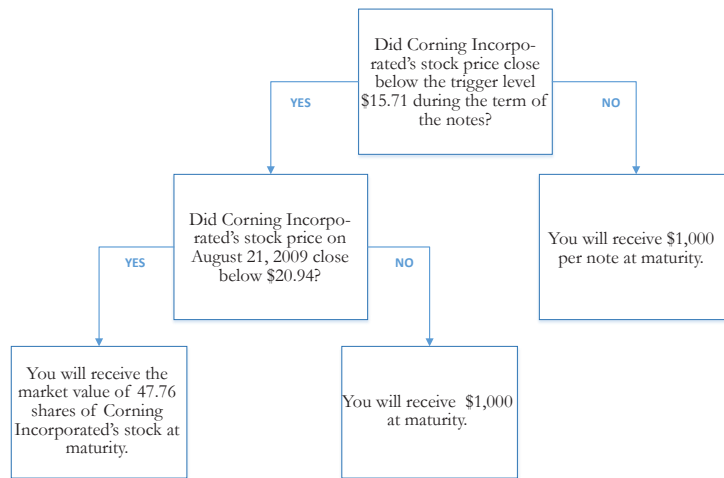 Did Corning Incorpo-
rated's stock price close
below the trigger level
$15.71 during the term of
the notes?
YES
NO
Did Corning Incorpo-
rated's stock price on
August 21, 2009 close
below $20.94?
You will receive $1,000
per note at maturity.
YES
NO
You will receive the
market value of 47.76
shares of Corning
Incorporated's stock at
maturity.
You will receive $1,000
at maturity.